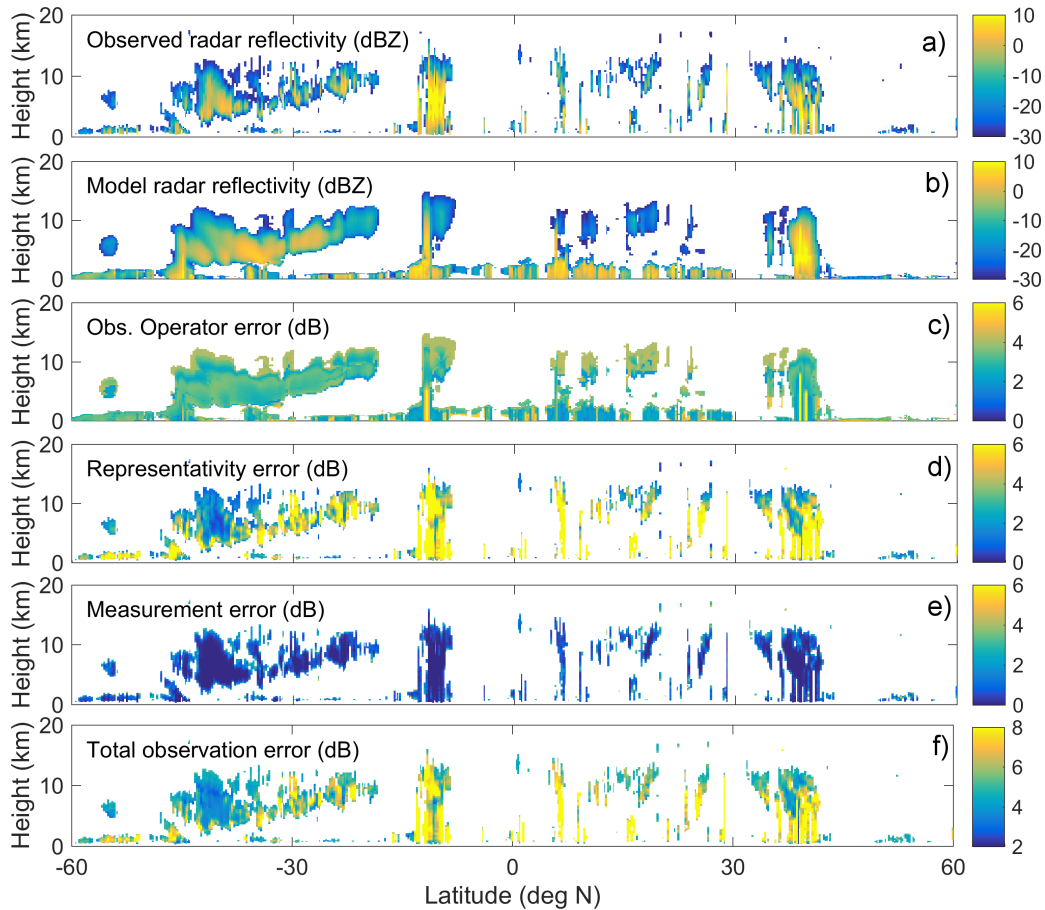 20
10
0
Height (km)
Observed radar reflectivity (dBZ)
a)
10
0
-10
-20
-30
20
10
0
Height (km)
Model radar reflectivity (dBZ)
b)
10
0
-10
-20
-30
20
10
0
Height (km)
Obs. Operator error (dB)
c)
6
4
2
0
20
10
0
Height (km)
Representativity error (dB)
d)
6
4
2
0
20
10
0
Height (km)
Measurement error (dB)
e)
6
4
2
0
20
10
0
Height (km)
Total observation error (dB)
f)
8
6
4
2
-60
-30
0
30
60
Latitude (deg N)